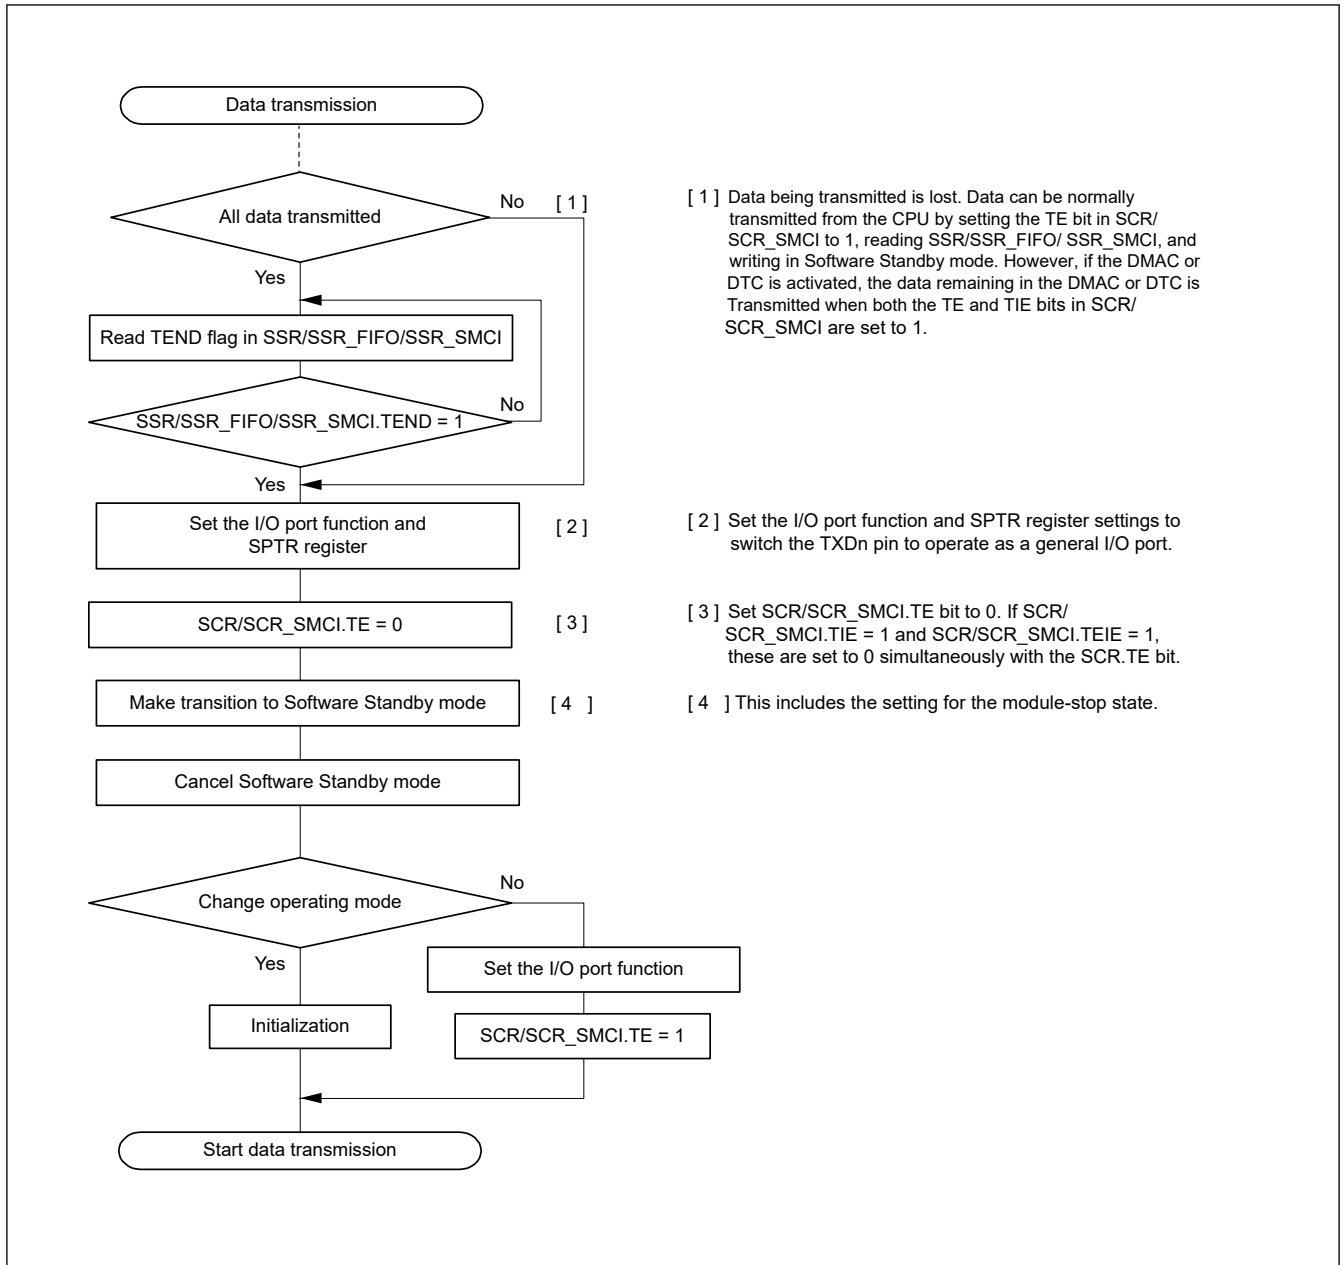 Data transmission
All data transmitted
No
[ 1 ]
Yes
Read TEND flag in SSR/SSR_FIFO/SSR_SMCI
SSR/SSR_FIFO/SSR_SMCI.TEND = 1
No
Yes
Set the I/O port function and
SPTR register
[ 2 ]
SCR/SCR_SMCI.TE = 0
[ 3 ]
Make transition to Software Standby mode
[ 4 ]
Cancel Software Standby mode
Change operating mode
No
Yes
Set the I/O port function
Initialization
SCR/SCR_SMCI.TE = 1
Start data transmission
[ 1 ] Data being transmitted is lost. Data can be normally
transmitted from the CPU by setting the TE bit in SCR/
SCR_SMCI to 1, reading SSR/SSR_FIFO/ SSR_SMCI, and
writing in Software Standby mode. However, if the DMAC or
DTC is activated, the data remaining in the DMAC or DTC is
Transmitted when both the TE and TIE bits in SCR/
SCR_SMCI are set to 1.
[ 2 ] Set the I/O port function and SPTR register settings to
switch the TXDn pin to operate as a general I/O port.
[ 3 ] Set SCR/SCR_SMCI.TE bit to 0. If SCR/
SCR_SMCI.TIE = 1 and SCR/SCR_SMCI.TEIE = 1,
these are set to 0 simultaneously with the SCR.TE bit.
[ 4 ] This includes the setting for the module-stop state.